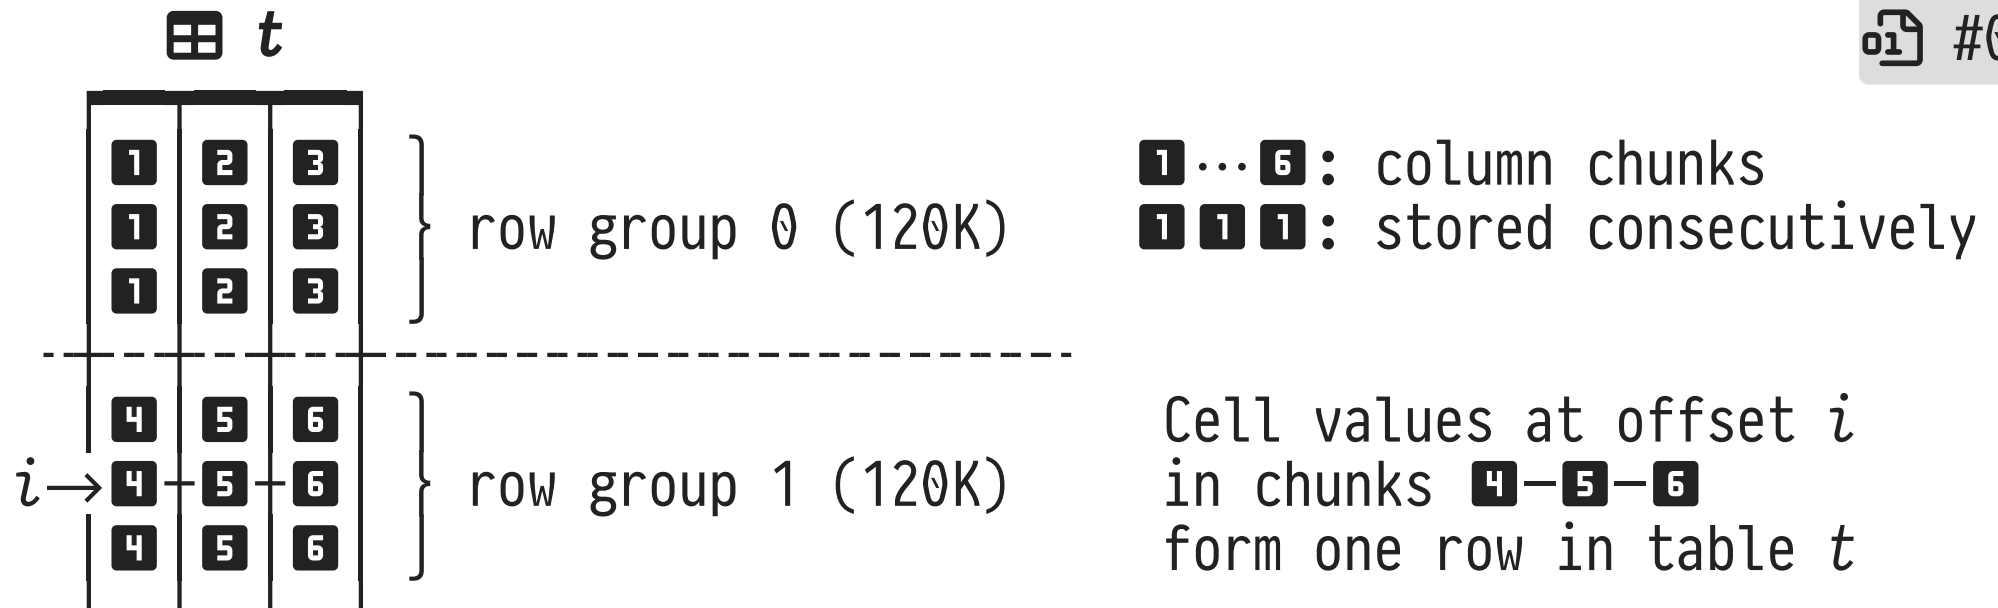 t
#0
1 2 3
1 2 3
1 2 3
row group 0 (120K)
1···6: column chunks
1 1 1: stored consecutively
4 5 6
i→4—5—6
4 5 6
row group 1 (120K)
Cell values at offset i
in chunks 4—5—6
form one row in table t